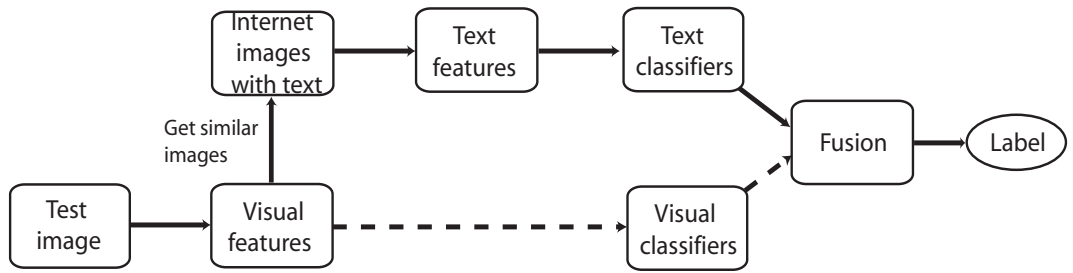 Internet
images
with text
Text
features
Text
classifiers
Get similar
images
Fusion
Label
Test
image
Visual
features
Visual
classifiers